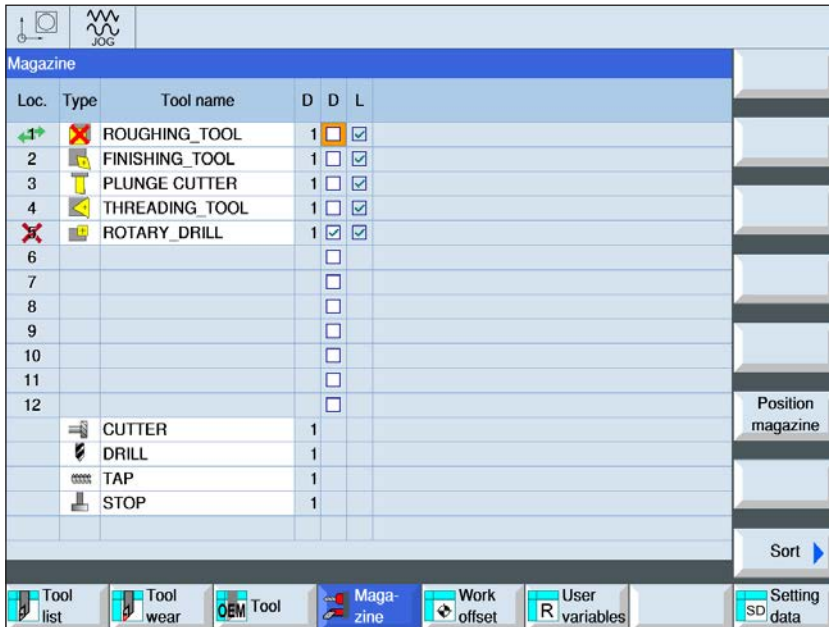 JOG
Magazine
Loc. Type Tool name D D L
1 ROUGHING_TOOL 1
2 FINISHING_TOOL 1
3 PLUNGE CUTTER 1
4 THREADING_TOOL 1
5 ROTARY_DRILL 1
6
7
8
9
10
11
12
CUTTER 1
DRILL 1
TAP 1
STOP 1
Position
magazine
Sort
Tool
list
Tool
wear
OEM Tool
Maga-
zine
Work
offset
R User
variables
SD Setting
data